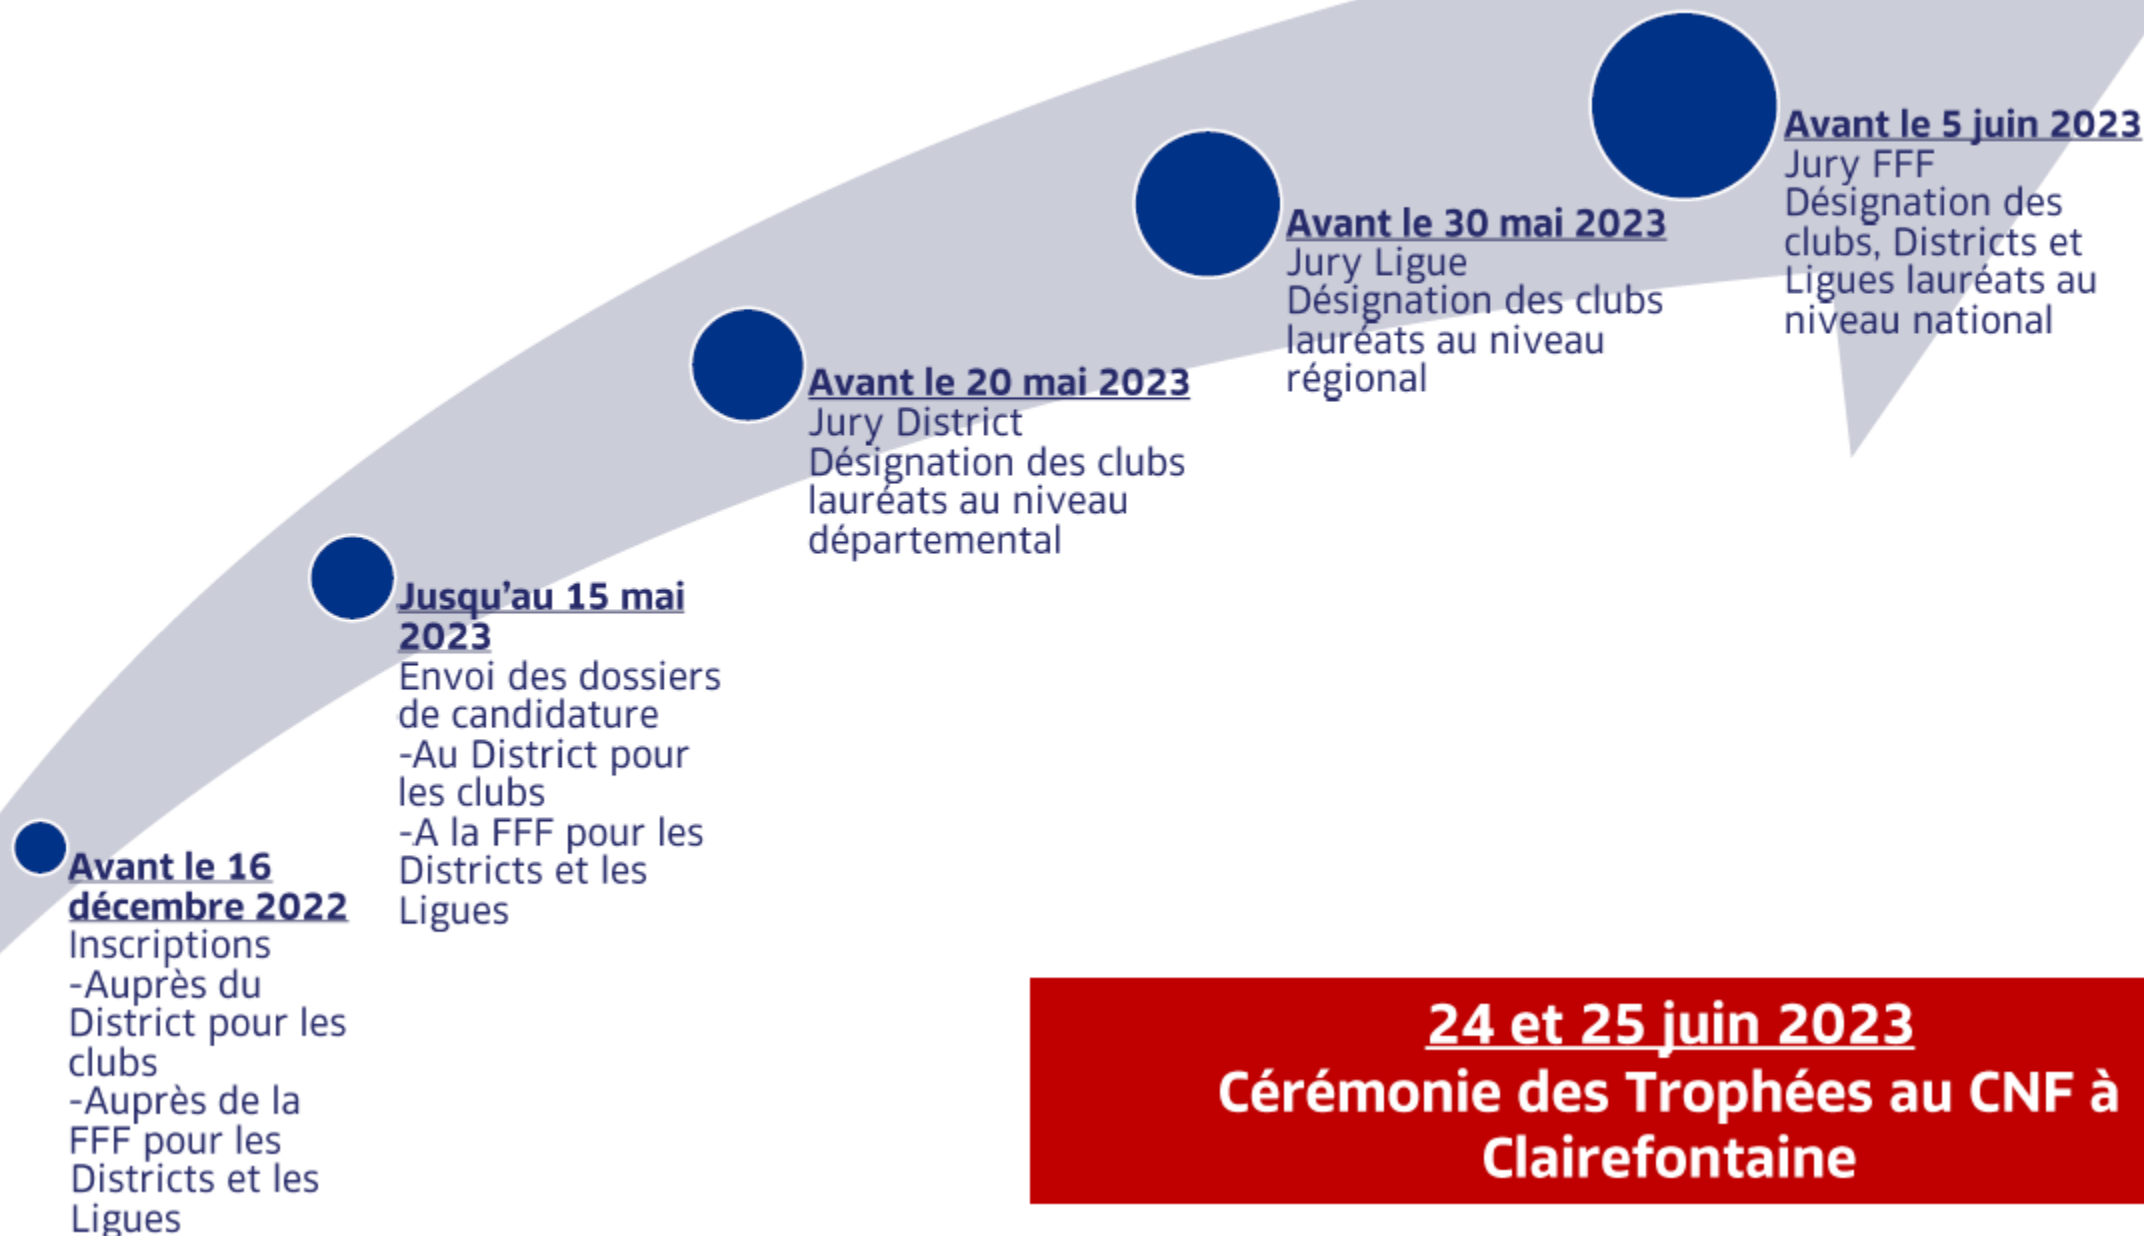 Avant le 16
décembre 2022
Inscriptions
-Auprès du
District pour les
clubs
-Auprès de la
FFF pour les
Districts et les
Ligues
Jusqu’au 15 mai
2023
Envoi des dossiers
de candidature
-Au District pour
les clubs
-A la FFF pour les
Districts et les
Ligues
Avant le 20 mai 2023
Jury District
Désignation des clubs
lauréats au niveau
départemental
Avant le 30 mai 2023
Jury Ligue
Désignation des clubs
lauréats au niveau
régional
Avant le 5 juin 2023
Jury FFF
Désignation des
clubs, Districts et
Ligues lauréats au
niveau national
24 et 25 juin 2023
Cérémonie des Trophées au CNF à
Clairefontaine